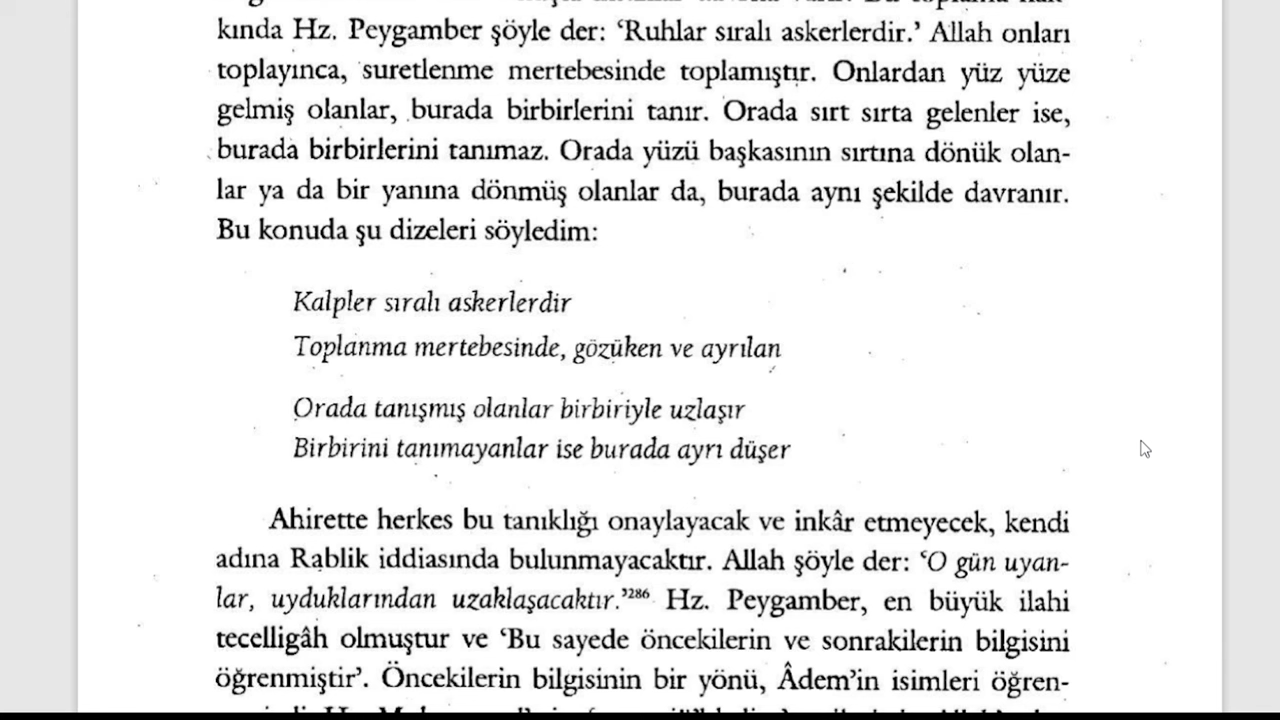 kında Hz. Peygamber şöyle der: ‘Ruhlar sıralı askerlerdir.’ Allah onları
toplayınca, suretlenme mertebesinde toplamıştır. Onlardan yüz yüze
gelmiş olanlar, burada birbirlerini tanır. Orada sırt sırta gelenler ise,
burada birbirlerini tanımaz. Orada yüzü başkasının sırtına dönük olan-
lar ya da bir yanına dönmüş olanlar da, burada aynı şekilde davranır.
Bu konuda şu dizeleri söyledim:
Kalpler sıralı askerlerdir
Toplanma mertebesinde, gözüken ve ayrılan
Orada tanışmış olanlar birbiriyle uzlaşır
Birbirini tanımayanlar ise burada ayrı düşer
Ahirette herkes bu tanıklığı onaylayacak ve inkâr etmeyecek, kendi
adına Rablik iddiasında bulunmayacaktır. Allah şöyle der: ‘O gün uyan-
lar, uyduklarından uzaklaşacaktır.’286 Hz. Peygamber, en büyük ilahi
tecelligâh olmuştur ve ‘Bu sayede öncekilerin ve sonrakilerin bilgisini
öğrenmiştir’. Öncekilerin bilgisinin bir yönü, Âdem’in isimleri öğren-